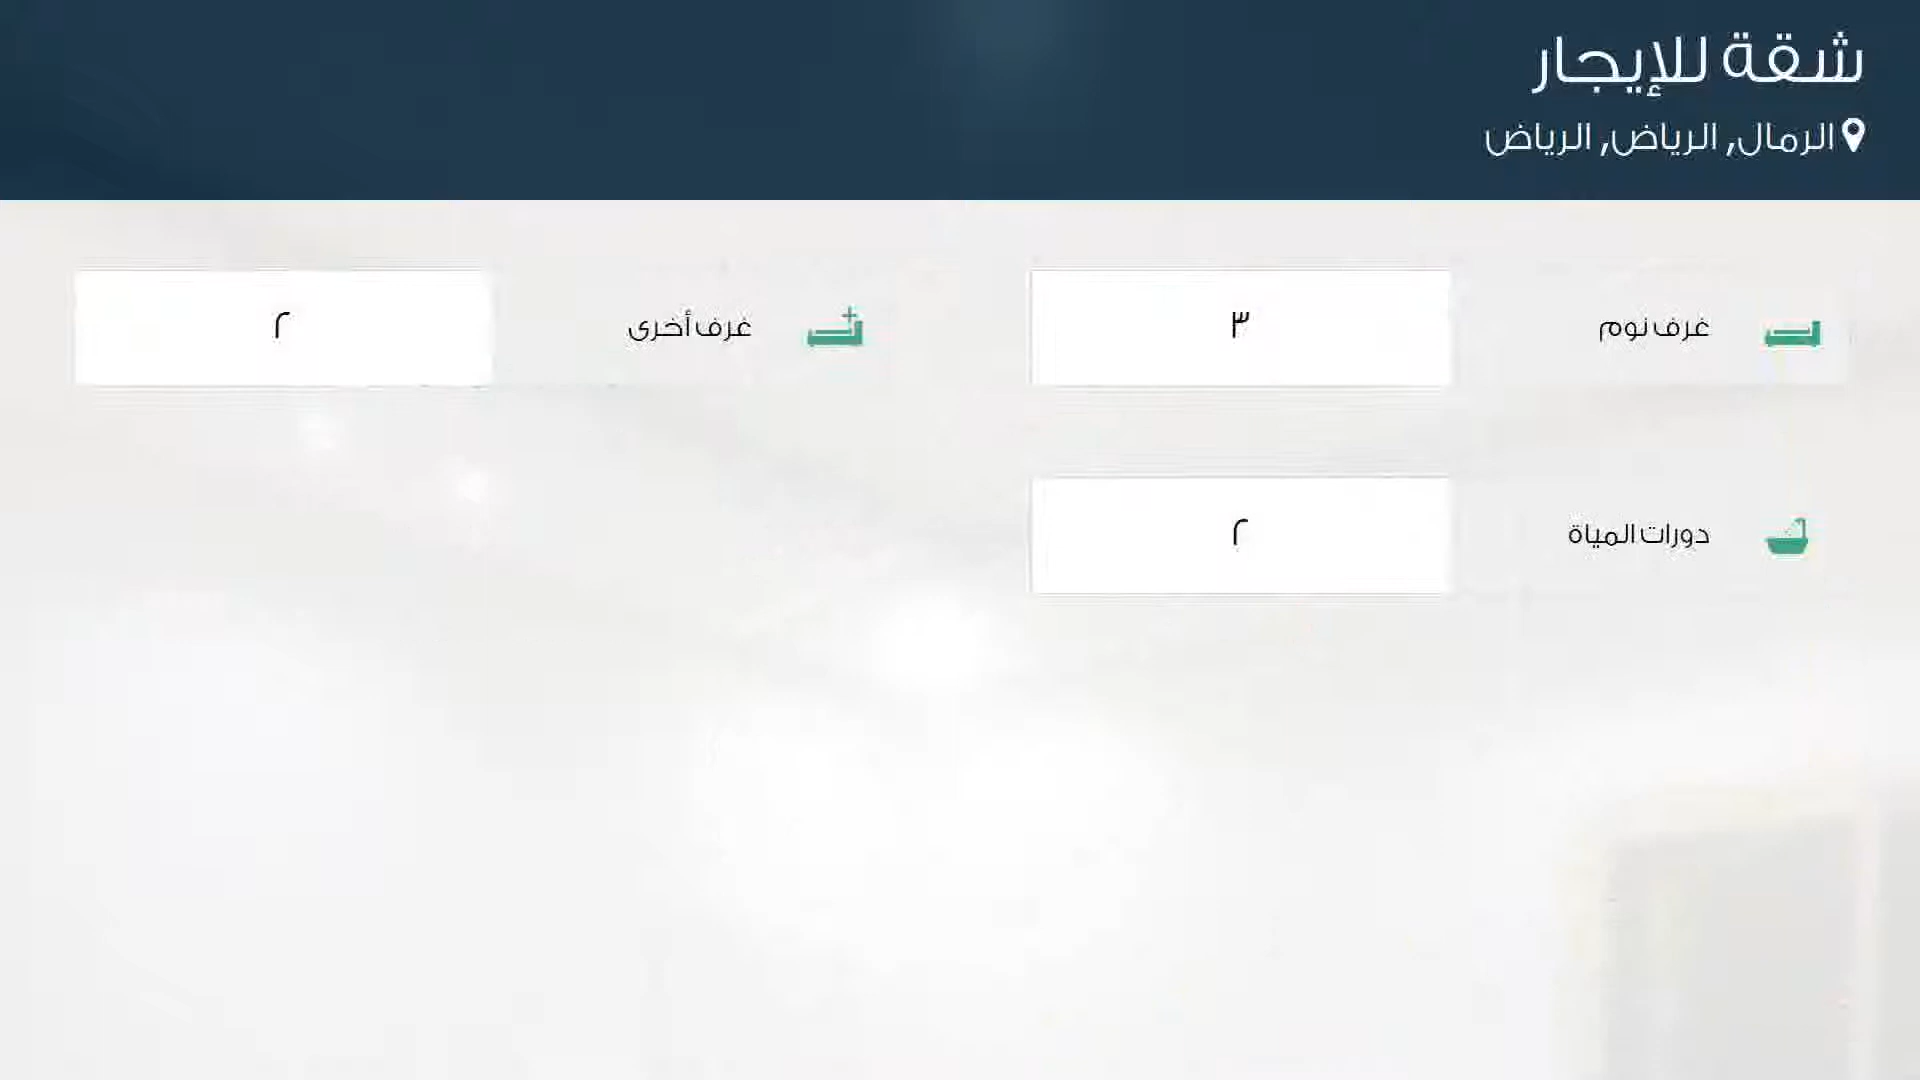 شقة للإيجار
الرمال, الرياض, الرياض
غرف نوم
٣
غرف أخرى
٢
دورات المياة
٢